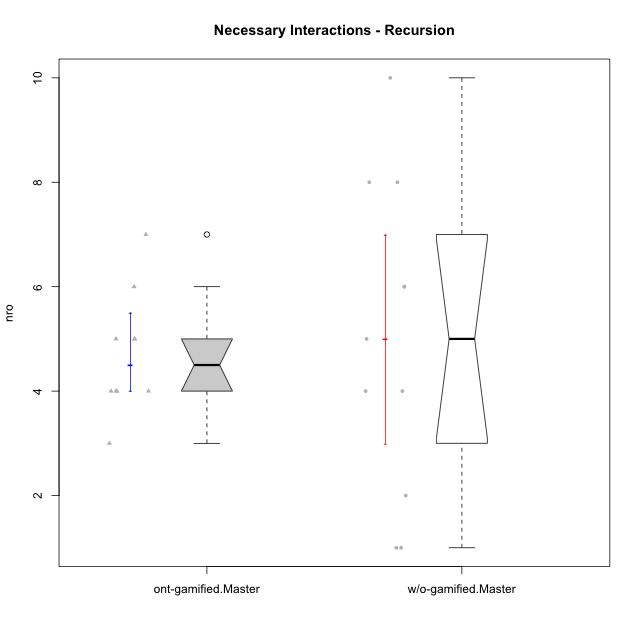 Necessary Interactions - Recursion
10
8
6
4
2
nro
ont-gamified.Master
w/o-gamified.Master